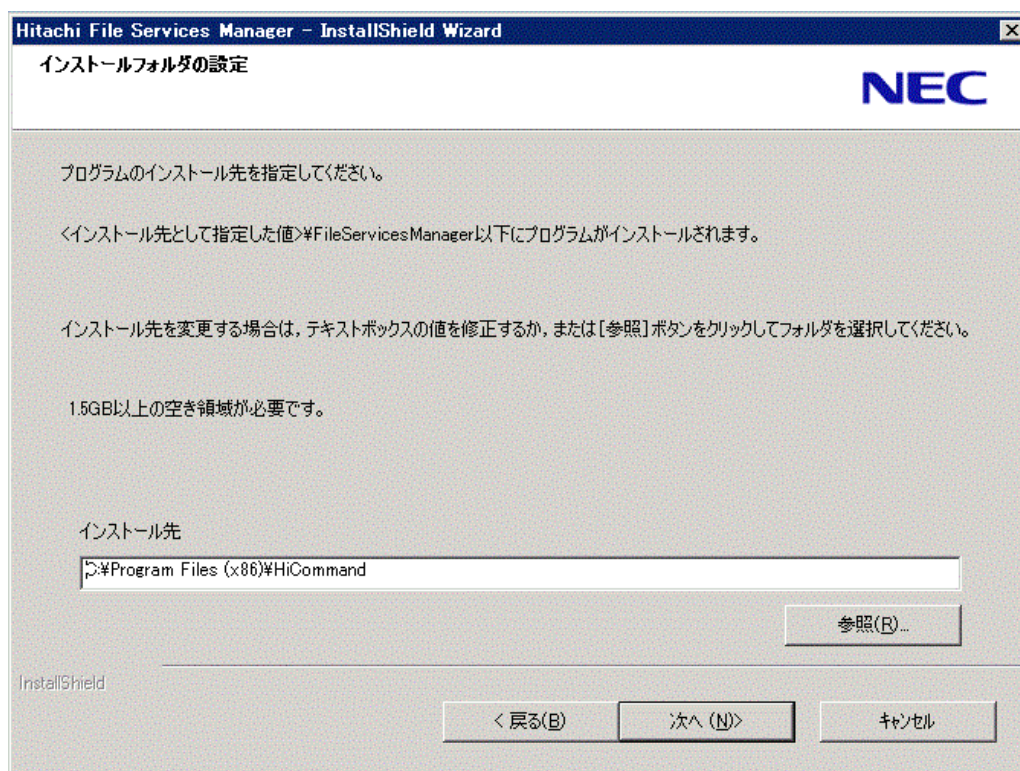 Hitachi File Services Manager - InstallShield Wizard
インストールフォルダの設定
NEC
プログラムのインストール先を指定してください。
<インストール先として指定した値>¥FileServicesManager以下にプログラムがインストールされます。
インストール先を変更する場合は，テキストボックスの値を修正するか，または[参照]ボタンをクリックしてフォルダを選択してください。
1.5GB以上の空き領域が必要です。
インストール先
C:¥Program Files (x86)¥HiCommand
参照(R)...
InstallShield
< 戻る(B)
次へ (N)>
キャンセル